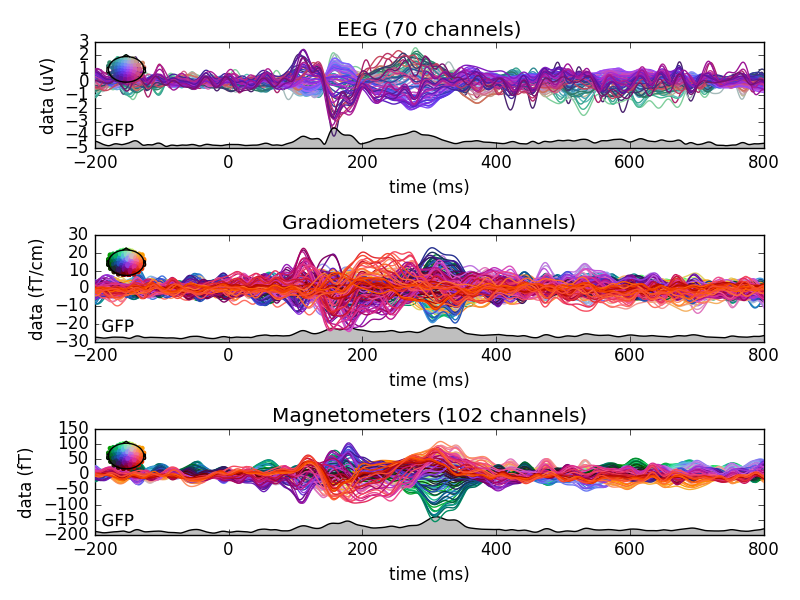 EEG (70 channels)
data (uV)
3
2
1
0
−1
−2
−3
−4
−5
GFP
−200 0 200 400 600 800
time (ms)
Gradiometers (204 channels)
data (fT/cm)
30
20
10
0
−10
−20
−30
GFP
−200 0 200 400 600 800
time (ms)
Magnetometers (102 channels)
data (fT)
150
100
50
0
−50
−100
−150
−200
GFP
−200 0 200 400 600 800
time (ms)